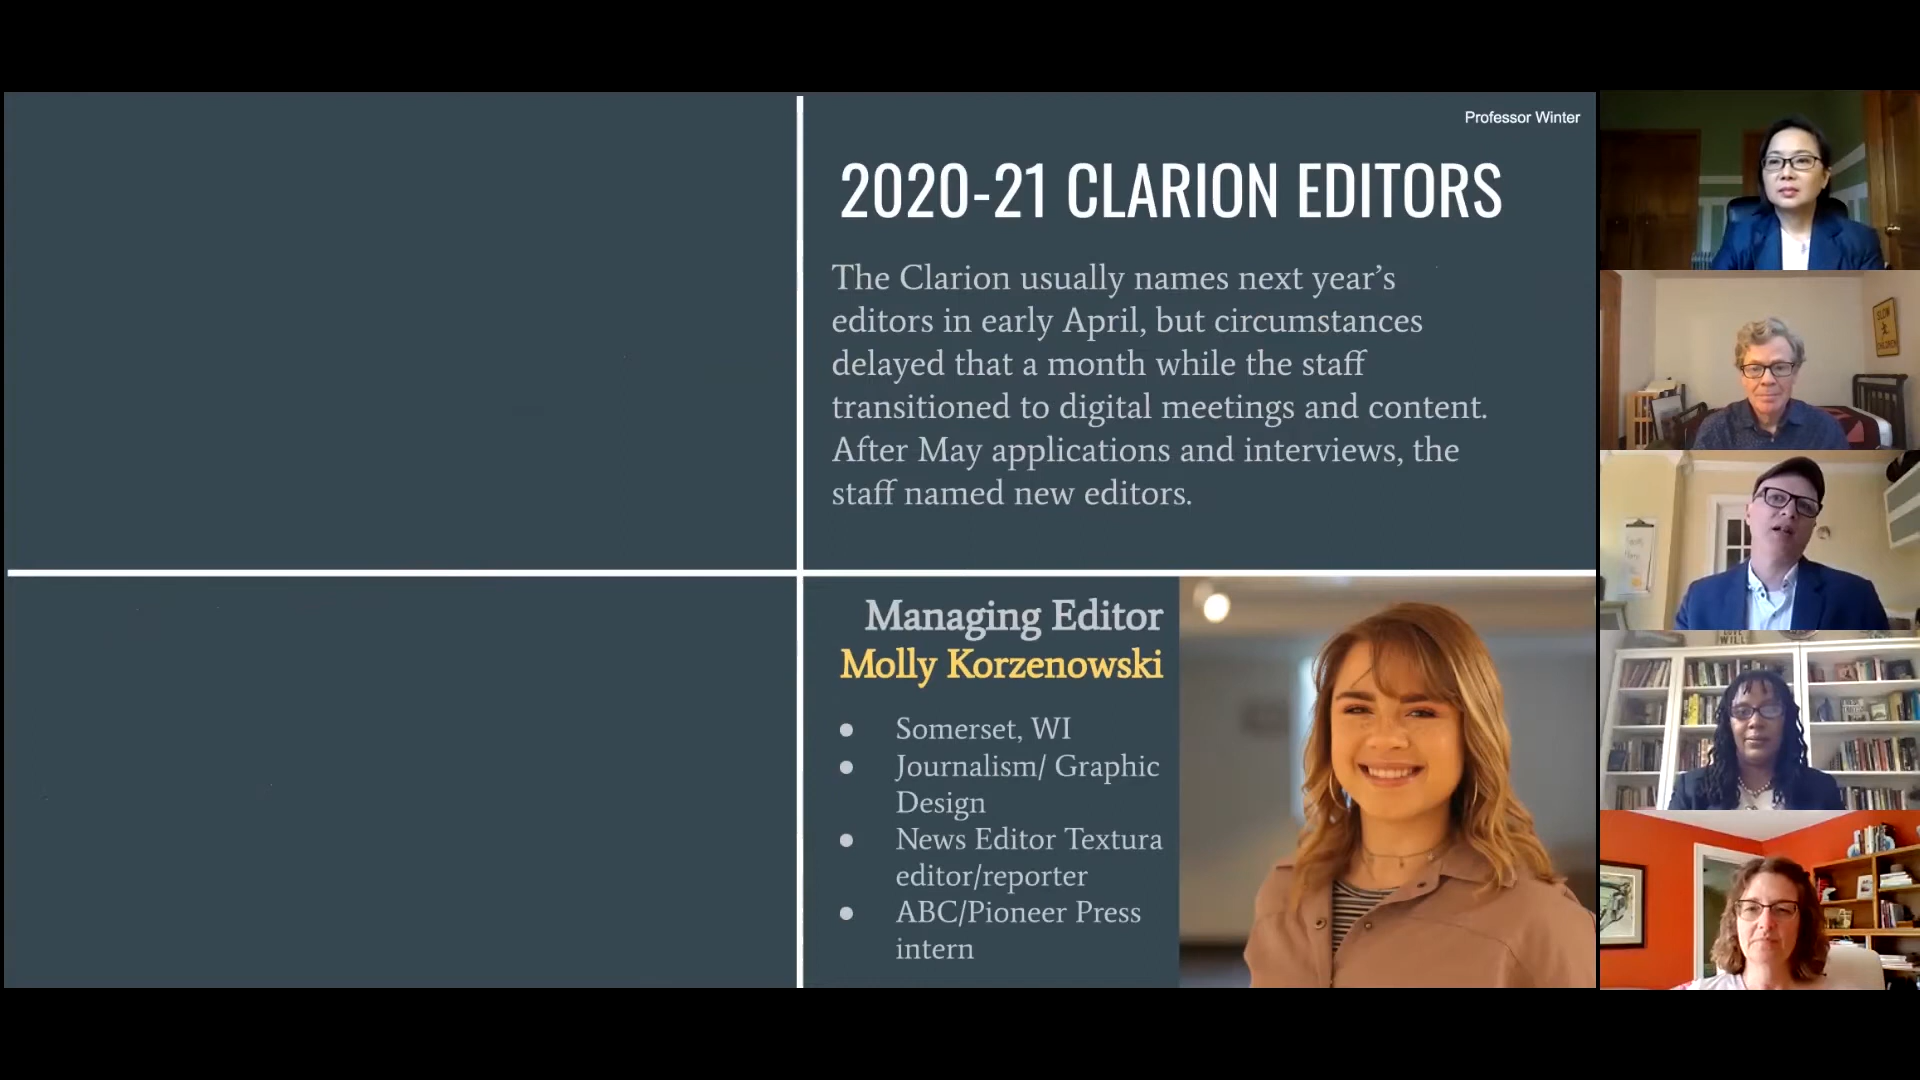 Professor Winter
2020-21 CLARION EDITORS
The Clarion usually names next year’s
editors in early April, but circumstances
delayed that a month while the staff
transitioned to digital meetings and content.
After May applications and interviews, the
staff named new editors.
Managing Editor
Molly Korzenowski
● Somerset, WI
● Journalism/ Graphic
Design
● News Editor Textura
editor/reporter
● ABC/Pioneer Press
intern
SLOW
CHILDREN